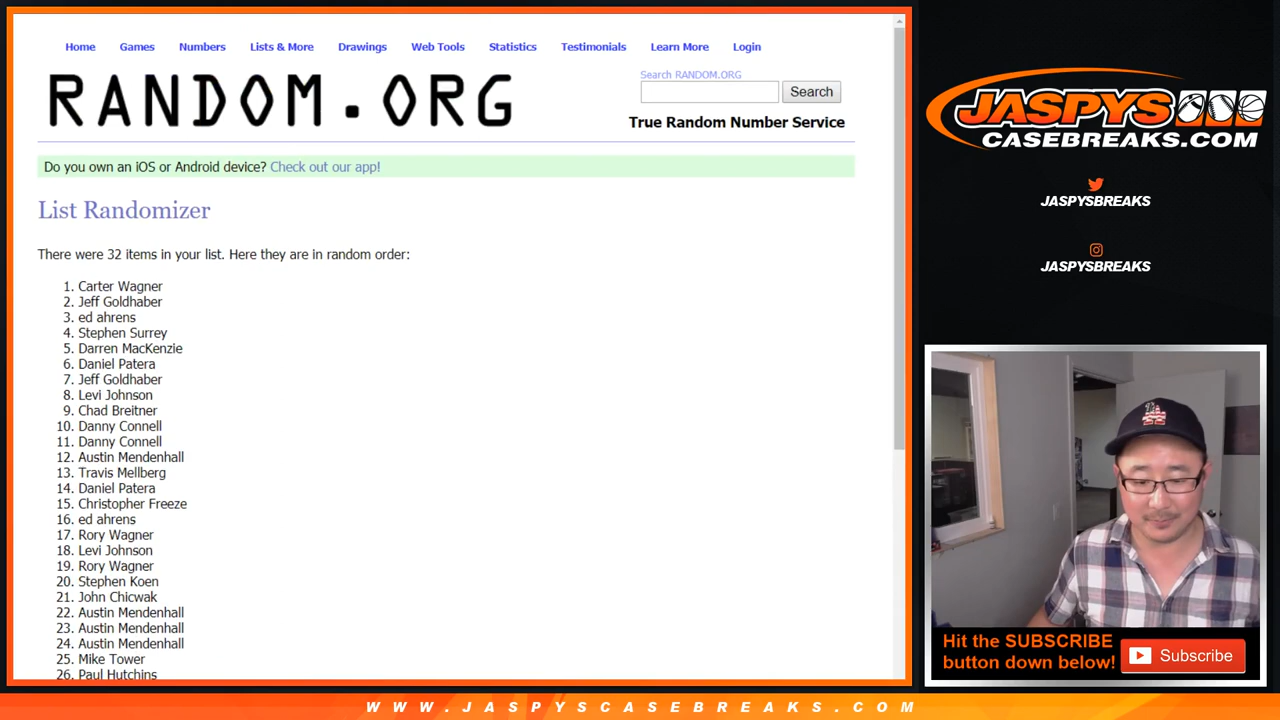 Home Games Numbers Lists & More Drawings Web Tools Statistics Testimonials Learn More Login
RANDOM.ORG
Search RANDOM.ORG
Search
True Random Number Service
Do you own an iOS or Android device? Check out our app!
List Randomizer
There were 32 items in your list. Here they are in random order:
1. Carter Wagner
2. Jeff Goldhaber
3. ed ahrens
4. Stephen Surrey
5. Darren MacKenzie
6. Daniel Patera
7. Jeff Goldhaber
8. Levi Johnson
9. Chad Breitner
10. Danny Connell
11. Danny Connell
12. Austin Mendenhall
13. Travis Mellberg
14. Daniel Patera
15. Christopher Freeze
16. ed ahrens
17. Rory Wagner
18. Levi Johnson
19. Rory Wagner
20. Stephen Koen
21. John Chicwak
22. Austin Mendenhall
23. Austin Mendenhall
24. Austin Mendenhall
25. Mike Tower
26. Paul Hutchins
JASPYS
CASEBREAKS.COM
JASPYSBREAKS
JASPYSBREAKS
LA
Hit the SUBSCRIBE
button down below!
Subscribe
WWW.JASPYSCASEBREAKS.COM